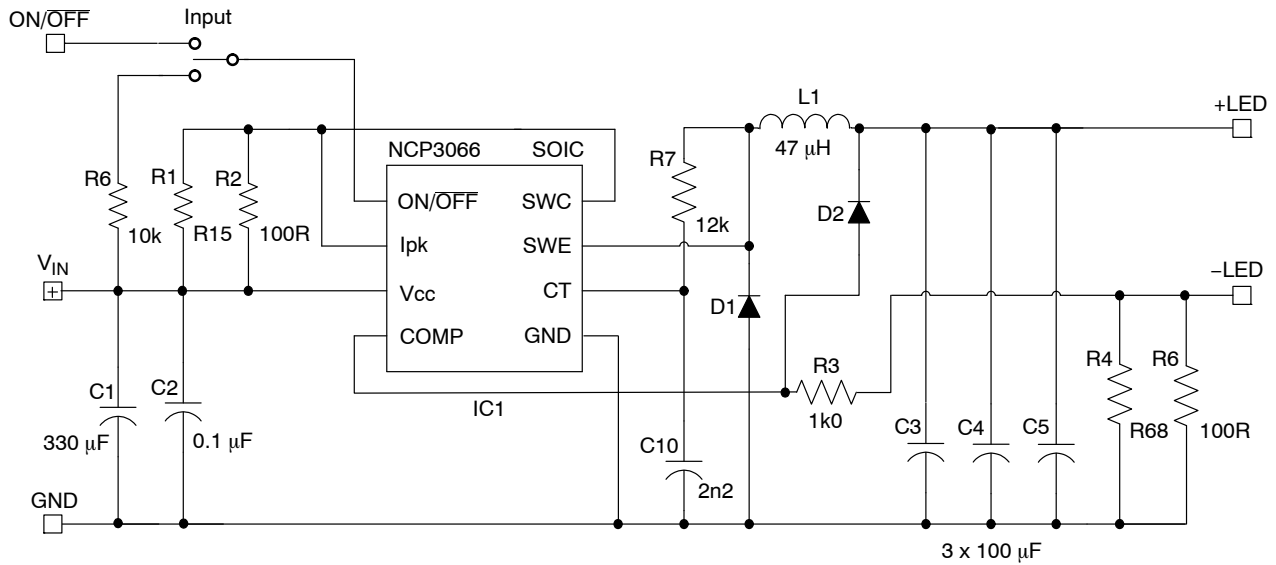 ON/OFF
Input
L1
+LED
47 μH
NCP3066 SOIC
R7
12k
R6
10k
R1
R15
R2
100R
ON/OFF
SWC
D2
Ipk
SWE
VIN
+
Vcc
CT
D1
−LED
COMP
GND
R3
1k0
R4
R68
R6
100R
C1
330 μF
C2
0.1 μF
IC1
C10
2n2
C3
C4
C5
GND
3 x 100 μF